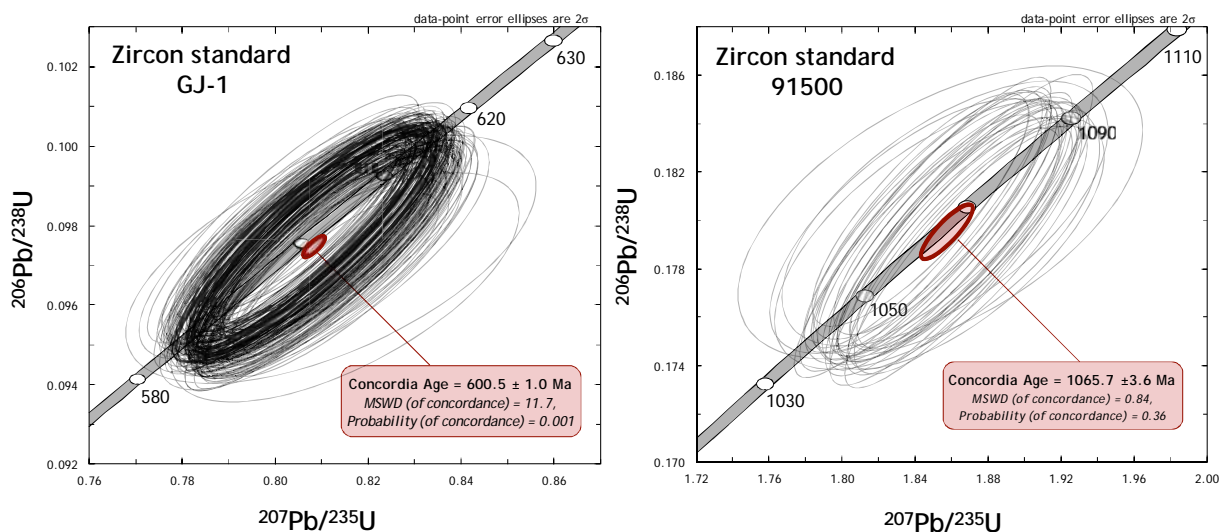 data-point error ellipses are 2σ
Zircon standard
GJ-1
630
620
580
0.102
0.100
0.098
0.096
0.094
0.092
0.76
0.78
0.80
0.82
0.84
0.86
206Pb/238U
207Pb/235U
Concordia Age = 600.5 ± 1.0 Ma
MSWD (of concordance) = 11.7,
Probability (of concordance) = 0.001
data-point error ellipses are 2σ
Zircon standard
91500
1110
1090
1050
1030
0.186
0.182
0.178
0.174
0.170
1.72
1.76
1.80
1.84
1.88
1.92
1.96
2.00
206Pb/238U
207Pb/235U
Concordia Age = 1065.7 ±3.6 Ma
MSWD (of concordance) = 0.84,
Probability (of concordance) = 0.36